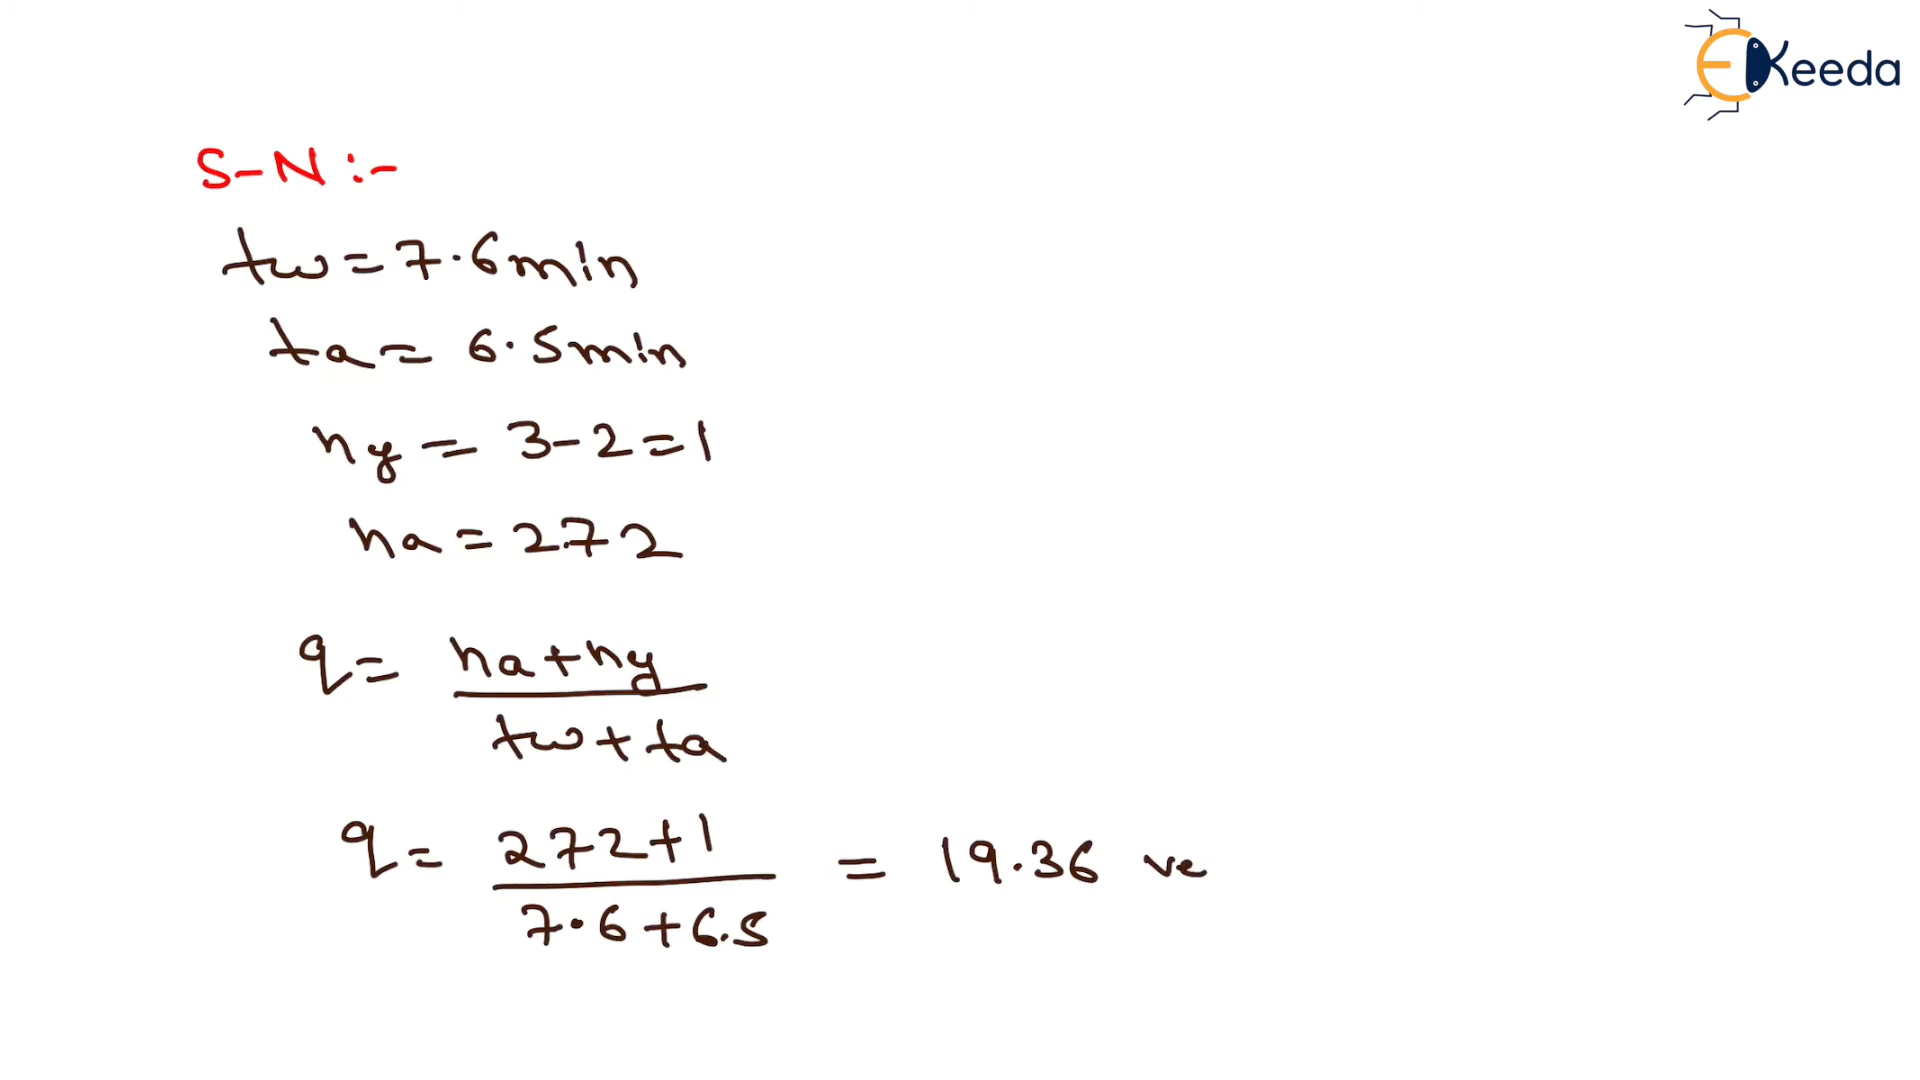 EKeeda
S-N :-
tw = 7.6 min
ta = 6.5 min
ny = 3-2 = 1
na = 272
q = na + ny / tw + ta
q = 272 + 1 / 7.6 + 6.5 = 19.36 ve